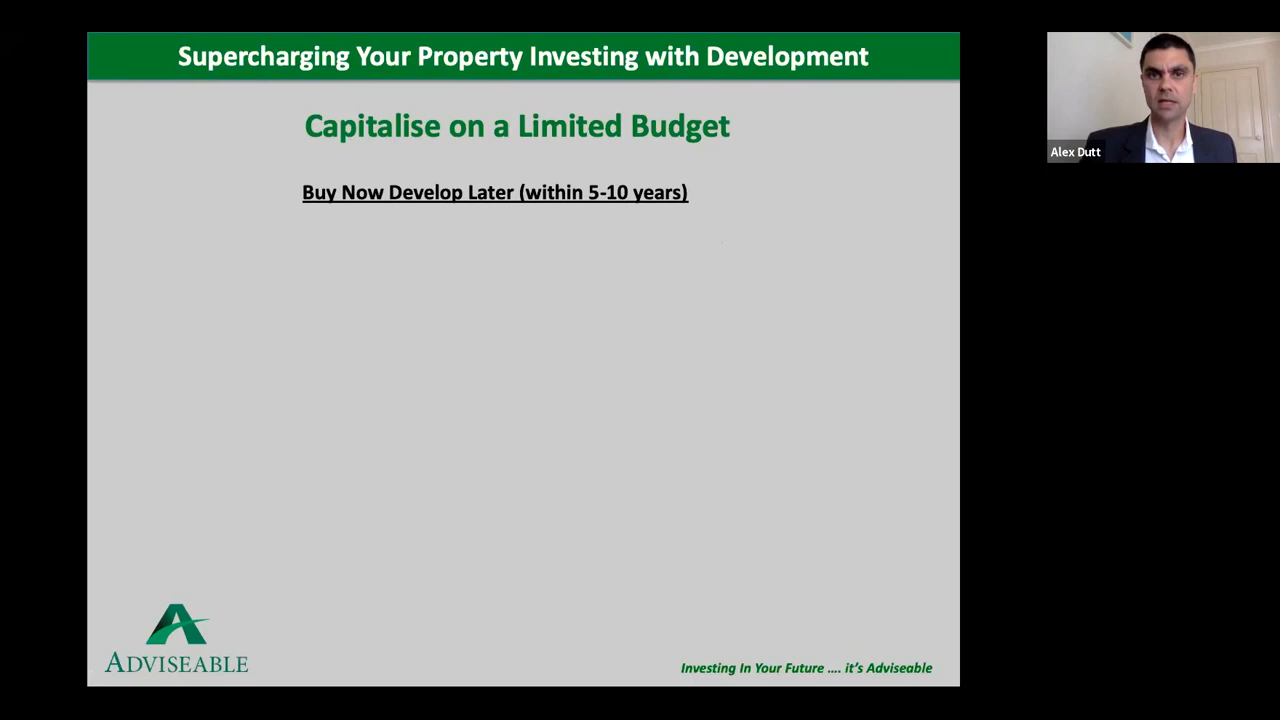 Supercharging Your Property Investing with Development
Capitalise on a Limited Budget
Buy Now Develop Later (within 5-10 years)
Alex Dutt
ADVISEABLE
Investing In Your Future .... it's Adviseable